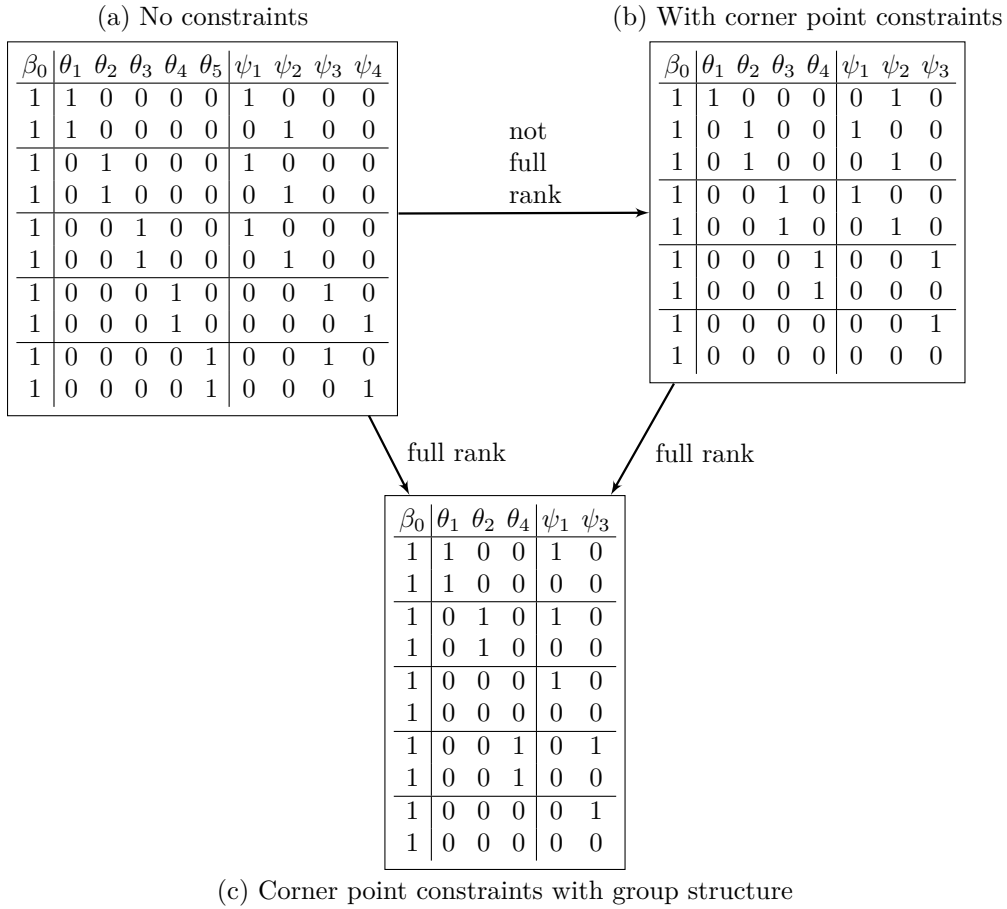 (a) No constraints
β₀ θ₁ θ₂ θ₃ θ₄ θ₅ ψ₁ ψ₂ ψ₃ ψ₄
1 1 0 0 0 0 1 0 0 0
1 1 0 0 0 0 0 1 0 0
1 0 1 0 0 0 1 0 0 0
1 0 1 0 0 0 0 1 0 0
1 0 0 1 0 0 1 0 0 0
1 0 0 1 0 0 0 1 0 0
1 0 0 0 1 0 0 0 1 0
1 0 0 0 1 0 0 0 0 1
1 0 0 0 0 1 0 0 1 0
1 0 0 0 0 1 0 0 0 1
not
full
rank
(b) With corner point constraints
β₀ θ₁ θ₂ θ₃ θ₄ ψ₁ ψ₂ ψ₃
1 1 0 0 0 0 1 0
1 0 1 0 0 1 0 0
1 0 1 0 0 0 1 0
1 0 0 1 0 1 0 0
1 0 0 1 0 0 1 0
1 0 0 0 1 0 0 1
1 0 0 0 1 0 0 0
1 0 0 0 0 0 0 1
1 0 0 0 0 0 0 0
full rank
full rank
β₀ θ₁ θ₂ θ₄ ψ₁ ψ₃
1 1 0 0 1 0
1 1 0 0 0 0
1 0 1 0 1 0
1 0 1 0 0 0
1 0 0 0 1 0
1 0 0 0 0 0
1 0 0 1 0 1
1 0 0 1 0 0
1 0 0 0 0 1
1 0 0 0 0 0
(c) Corner point constraints with group structure